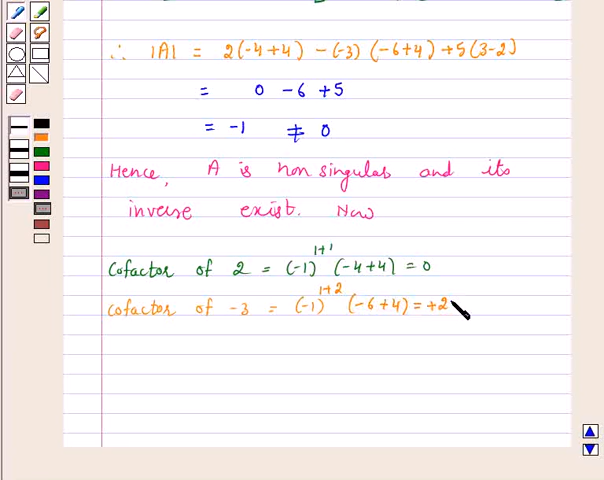 ∴ |A| = 2(-4+4) -(-3) (-6+4) +5(3-2)
= 0 -6 +5
= -1 ≠ 0
Hence, A is non singular and its
inverse exist. Now
Cofactor of 2 = (-1)^{1+1} (-4+4) = 0
Cofactor of -3 = (-1)^{1+2} (-6+4) = +2